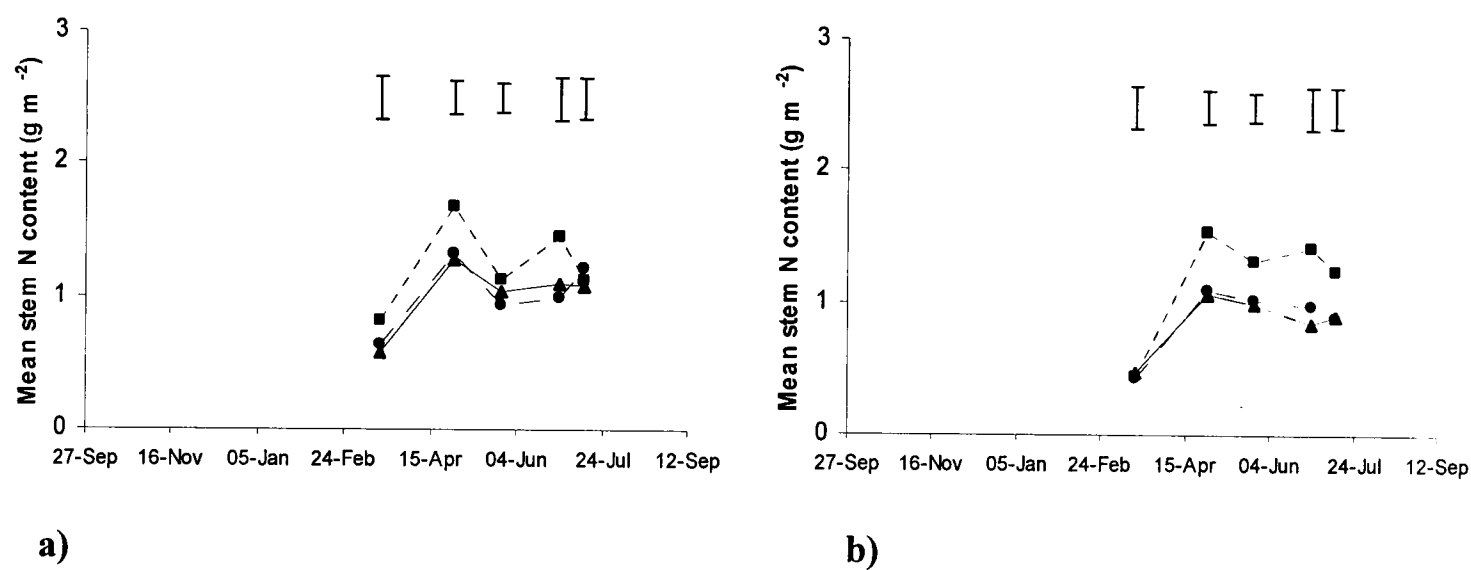 Mean stem N content (g m -2)
3
2
1
0
27-Sep 16-Nov 05-Jan 24-Feb 15-Apr 04-Jun 24-Jul 12-Sep
a)
Mean stem N content (g m -2)
3
2
1
0
27-Sep 16-Nov 05-Jan 24-Feb 15-Apr 04-Jun 24-Jul 12-Sep
b)